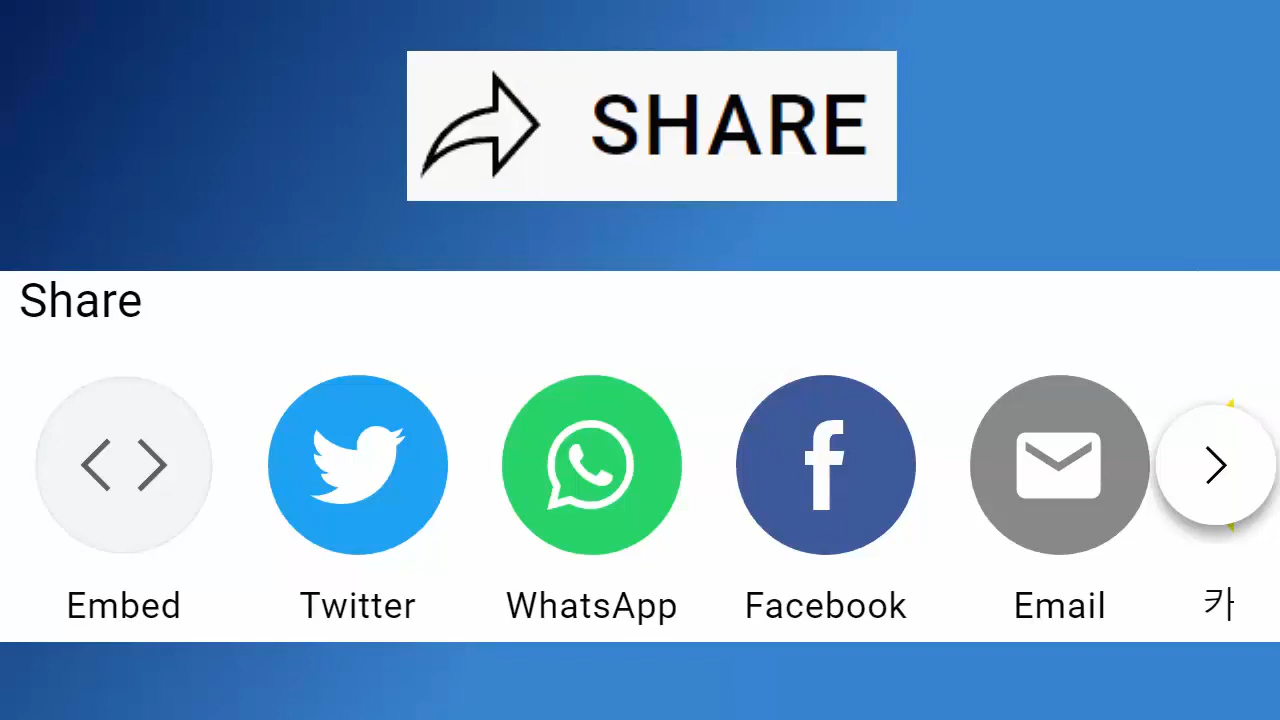 SHARE
Share
Embed
Twitter
WhatsApp
Facebook
Email
카